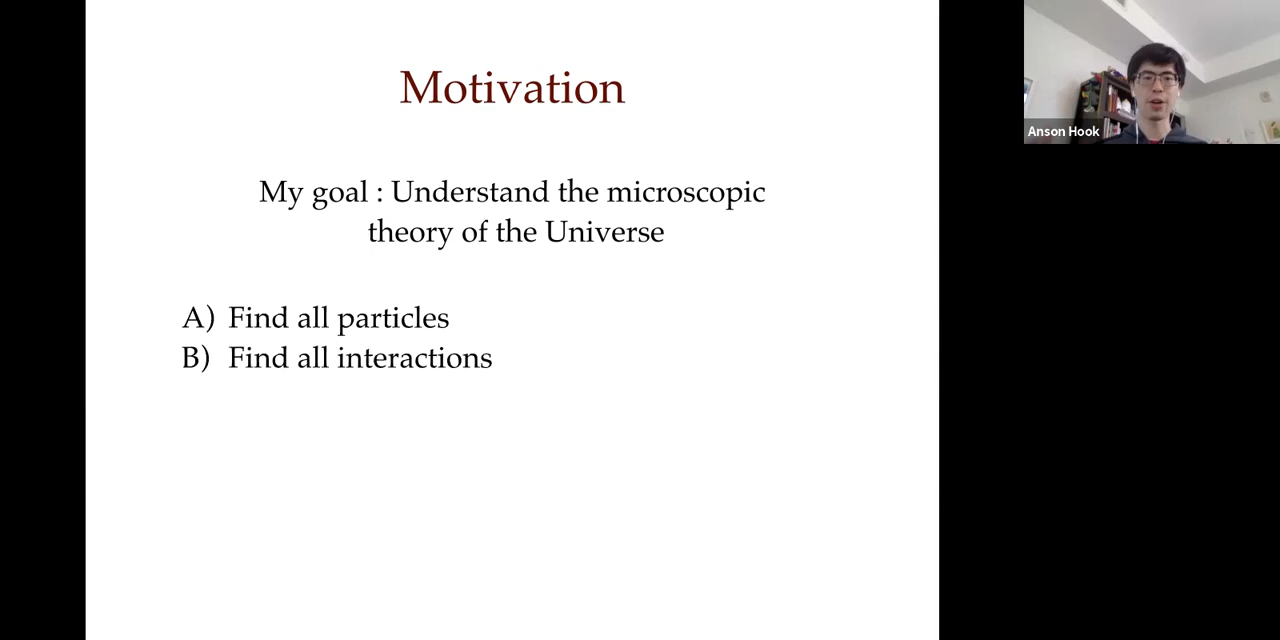 Motivation
My goal : Understand the microscopic
theory of the Universe
A) Find all particles
B) Find all interactions
Anson Hook